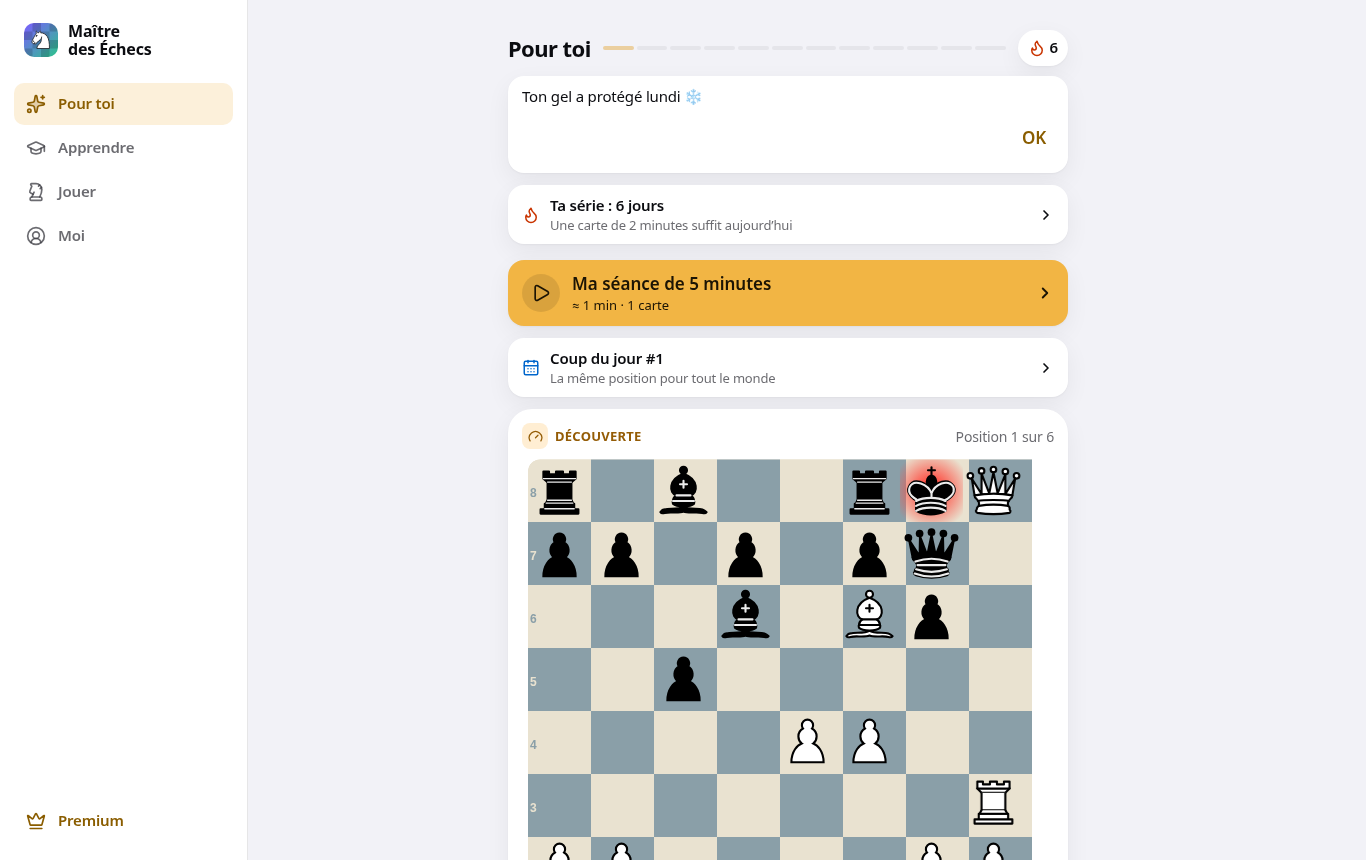 Maître
des Échecs
Pour toi
Apprendre
Jouer
Moi
Premium
Pour toi
6
Ton gel a protégé lundi ❄️
OK
Ta série : 6 jours
Une carte de 2 minutes suffit aujourd’hui
Ma séance de 5 minutes
≈ 1 min · 1 carte
Coup du jour #1
La même position pour tout le monde
DÉCOUVERTE
Position 1 sur 6
8
7
6
5
4
3